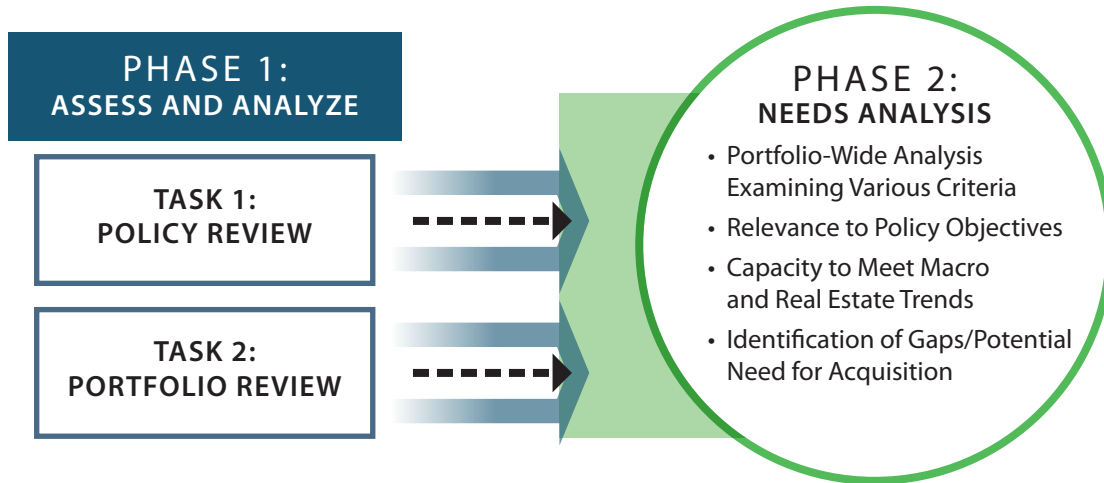 PHASE 1:
ASSESS AND ANALYZE
TASK 1:
POLICY REVIEW
TASK 2:
PORTFOLIO REVIEW
PHASE 2:
NEEDS ANALYSIS
• Portfolio-Wide Analysis
Examining Various Criteria
• Relevance to Policy Objectives
• Capacity to Meet Macro
and Real Estate Trends
• Identification of Gaps/Potential
Need for Acquisition